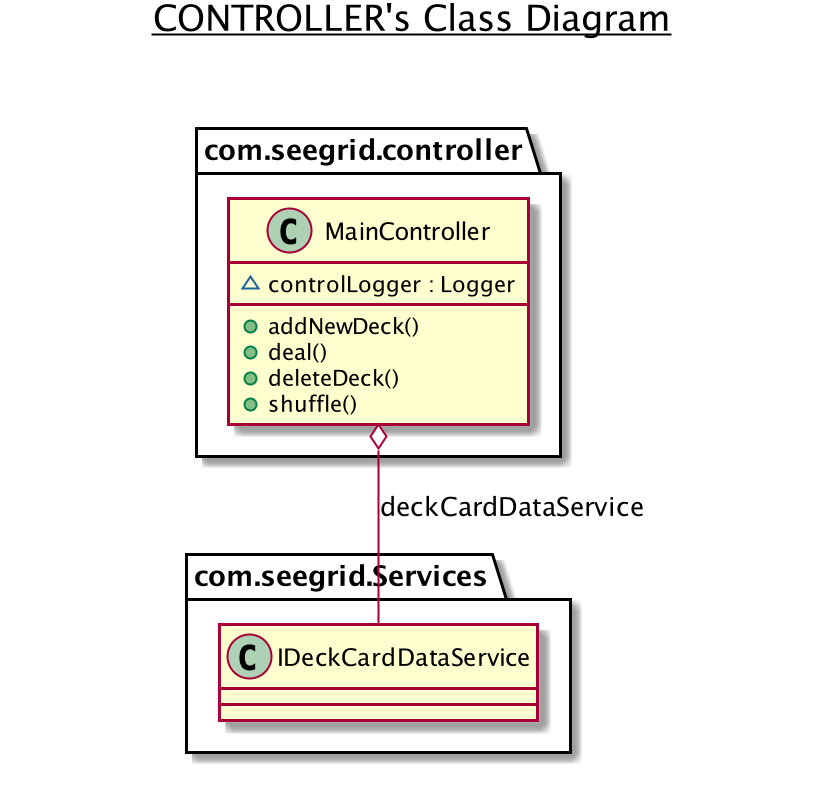 CONTROLLER's Class Diagram
com.seegrid.controller
C MainController
controlLogger : Logger
addNewDeck()
deal()
deleteDeck()
shuffle()
deckCardDataService
com.seegrid.Services
C IDeckCardDataService